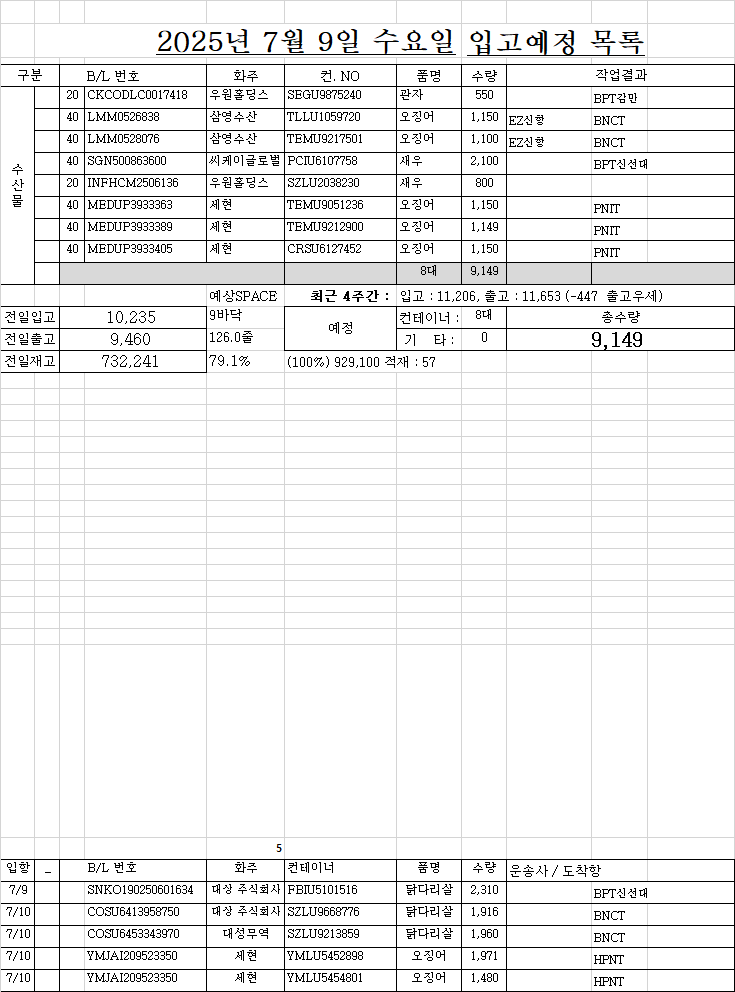 2025년 7월 9일 수요일 입고예정 목록
구분 B/L 번호 화주 컨. NO 품명 수량 작업결과
수산물
20 CKCODLC0017418 우원홀딩스 SEGU9875240 관자 550 BPT감만
40 LMM0526838 삼영수산 TLLU1059720 오징어 1,150 EZ신항 BNCT
40 LMM0528076 삼영수산 TEMU9217501 오징어 1,100 EZ신항 BNCT
40 SGN500863600 씨케이글로벌 PCIU6107758 새우 2,100 BPT신선대
20 INFHCM2506136 우원홀딩스 SZLU2038230 새우 800
40 MEDUP3933363 세현 TEMU9051236 오징어 1,150 PNIT
40 MEDUP3933389 세현 TEMU9212900 오징어 1,149 PNIT
40 MEDUP3933405 세현 CRSU6127452 오징어 1,150 PNIT
8대 9,149
예상SPACE 최근 4주간 : 입고 : 11,206, 출고 : 11,653 (-447 출고우세)
전일입고 10,235 9바닥 예정 컨테이너 : 8대 총수량
전일출고 9,460 126.0줄 기 타 : 0 9,149
전일재고 732,241 79.1% (100%) 929,100 적재 : 57
5
입항 _ B/L 번호 화주 컨테이너 품명 수량 운송사 / 도착항
7/9 SNKO190250601634 대상 주식회사 FBIU5101516 닭다리살 2,310 BPT신선대
7/10 COSU6413958750 대상 주식회사 SZLU9668776 닭다리살 1,916 BNCT
7/10 COSU6453343970 대성무역 SZLU9213859 닭다리살 1,960 BNCT
7/10 YMJAI209523350 세현 YMLU5452898 오징어 1,971 HPNT
7/10 YMJAI209523350 세현 YMLU5454801 오징어 1,480 HPNT